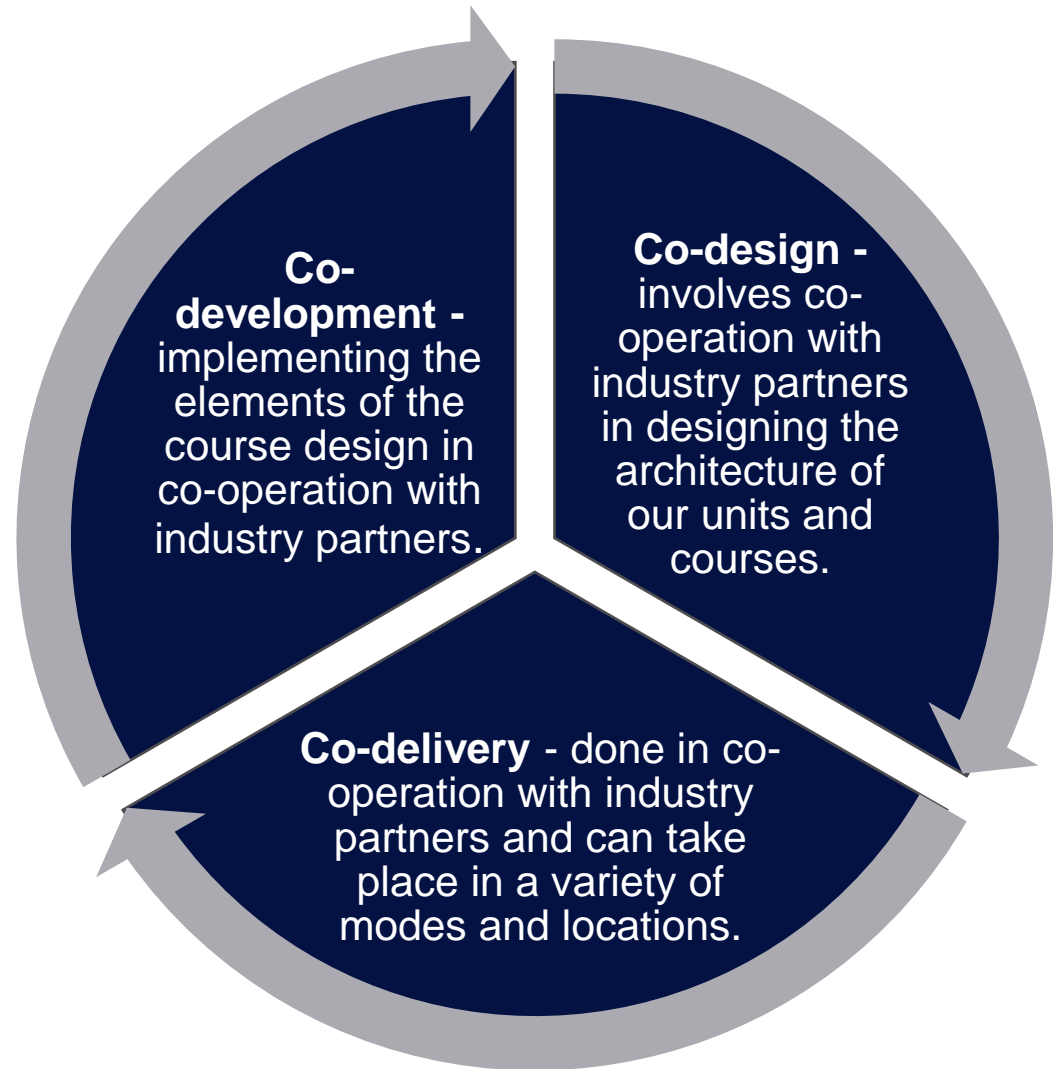 Co-
development -
implementing the
elements of the
course design in
co-operation with
industry partners.
Co-design -
involves co-
operation with
industry partners
in designing the
architecture of
our units and
courses.
Co-delivery - done in co-
operation with industry
partners and can take
place in a variety of
modes and locations.